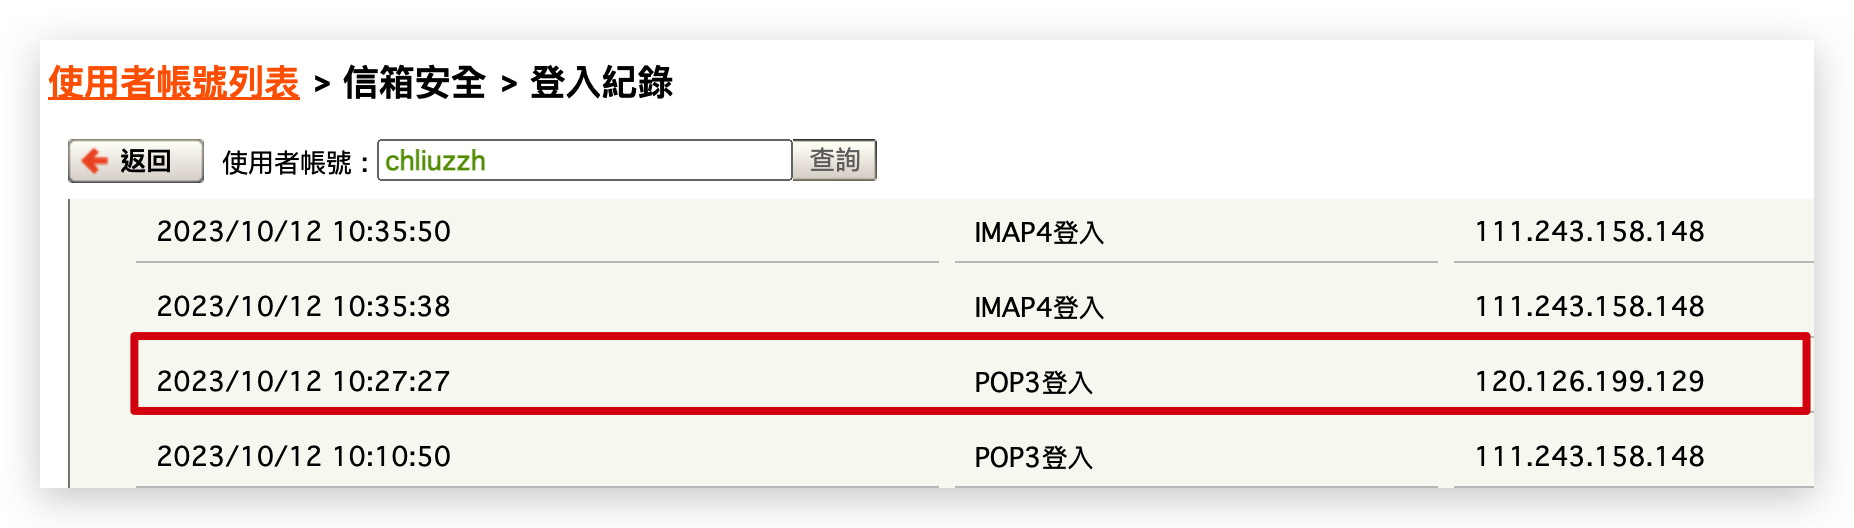 使用者帳號列表 > 信箱安全 > 登入紀錄
返回 使用者帳號：chliuzzh 查詢
2023/10/12 10:35:50 IMAP4登入 111.243.158.148
2023/10/12 10:35:38 IMAP4登入 111.243.158.148
2023/10/12 10:27:27 POP3登入 120.126.199.129
2023/10/12 10:10:50 POP3登入 111.243.158.148